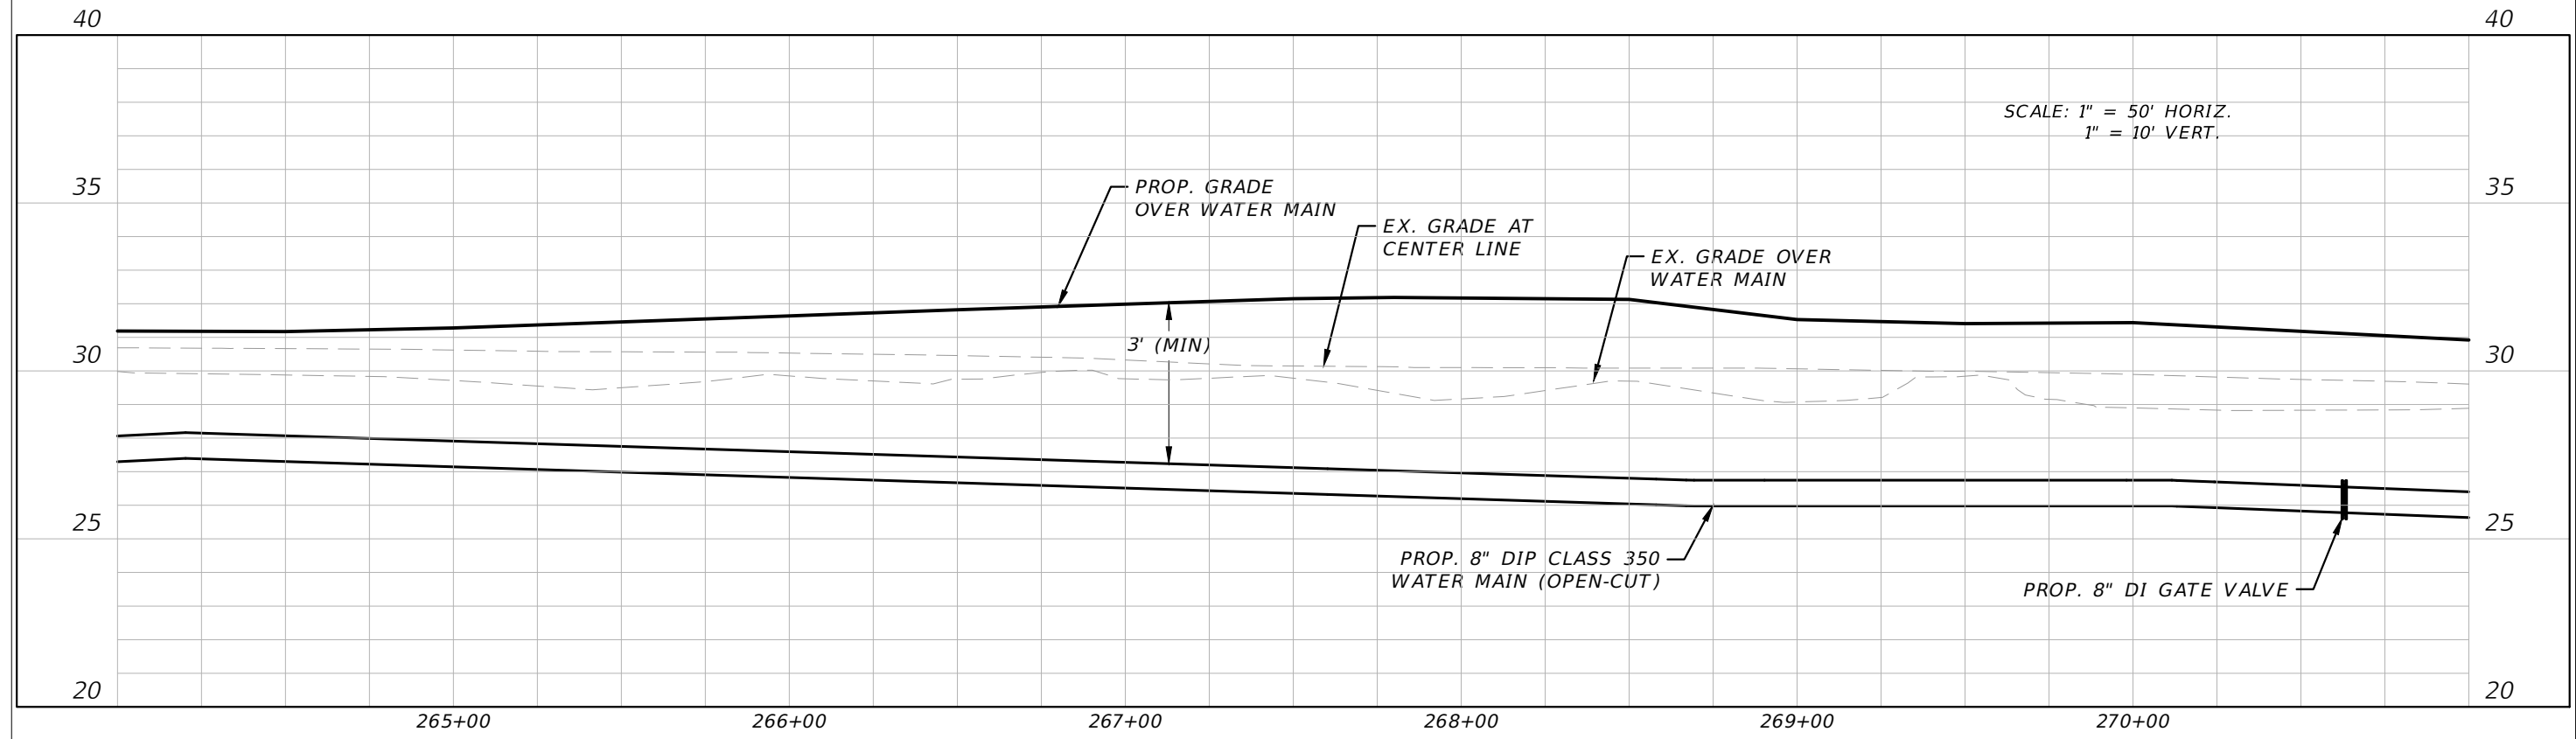 40
40
SCALE: 1" = 50' HORIZ.
1" = 10' VERT.
35
35
PROP. GRADE
OVER WATER MAIN
EX. GRADE AT
CENTER LINE
EX. GRADE OVER
WATER MAIN
30
30
3' (MIN)
25
25
PROP. 8" DIP CLASS 350
WATER MAIN (OPEN-CUT)
PROP. 8" DI GATE VALVE
20
20
265+00
266+00
267+00
268+00
269+00
270+00